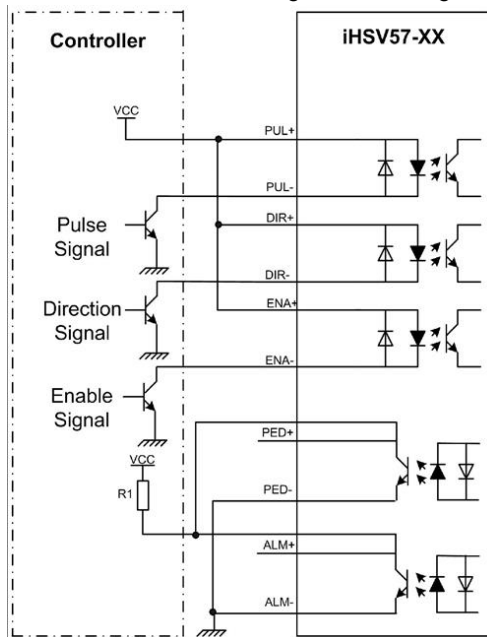 Controller
iHSV57-XX
VCC
PUL+
PUL-
Pulse
Signal
DIR+
DIR-
Direction
Signal
ENA+
ENA-
Enable
Signal
PED+
VCC
R1
PED-
ALM+
ALM-